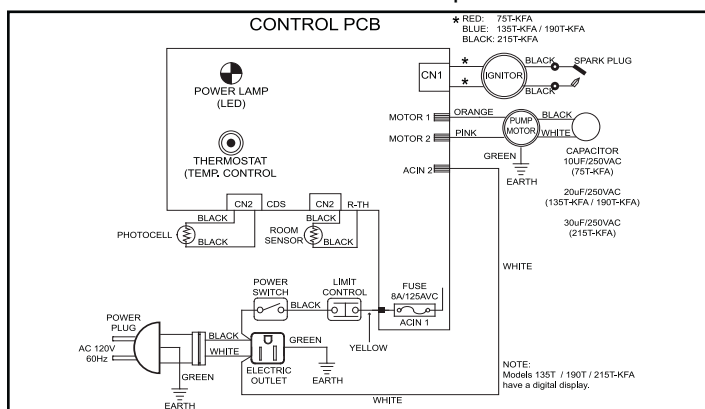 CONTROL PCB
* RED: 75T-KFA
BLUE: 135T-KFA / 190T-KFA
BLACK: 215T-KFA
POWER LAMP
(LED)
THERMOSTAT
(TEMP. CONTROL
CN1
*
*
IGNITOR
BLACK
BLACK
SPARK PLUG
MOTOR 1
ORANGE
MOTOR 2
PINK
PUMP
MOTOR
BLACK
WHITE
GREEN
EARTH
CAPACITOR
10UF/250VAC
(75T-KFA)
20uF/250VAC
(135T-KFA / 190T-KFA)
30uF/250VAC
(215T-KFA)
ACIN 2
CN2
CDS
CN2
R-TH
BLACK
BLACK
PHOTOCELL
BLACK
BLACK
ROOM
SENSOR
WHITE
POWER
SWITCH
BLACK
LIMIT
CONTROL
FUSE
8A/125AVC
ACIN 1
YELLOW
POWER
PLUG
AC 120V
60Hz
BLACK
WHITE
GREEN
EARTH
ELECTRIC
OUTLET
GREEN
EARTH
WHITE
NOTE:
Models 135T / 190T / 215T-KFA
have a digital display.